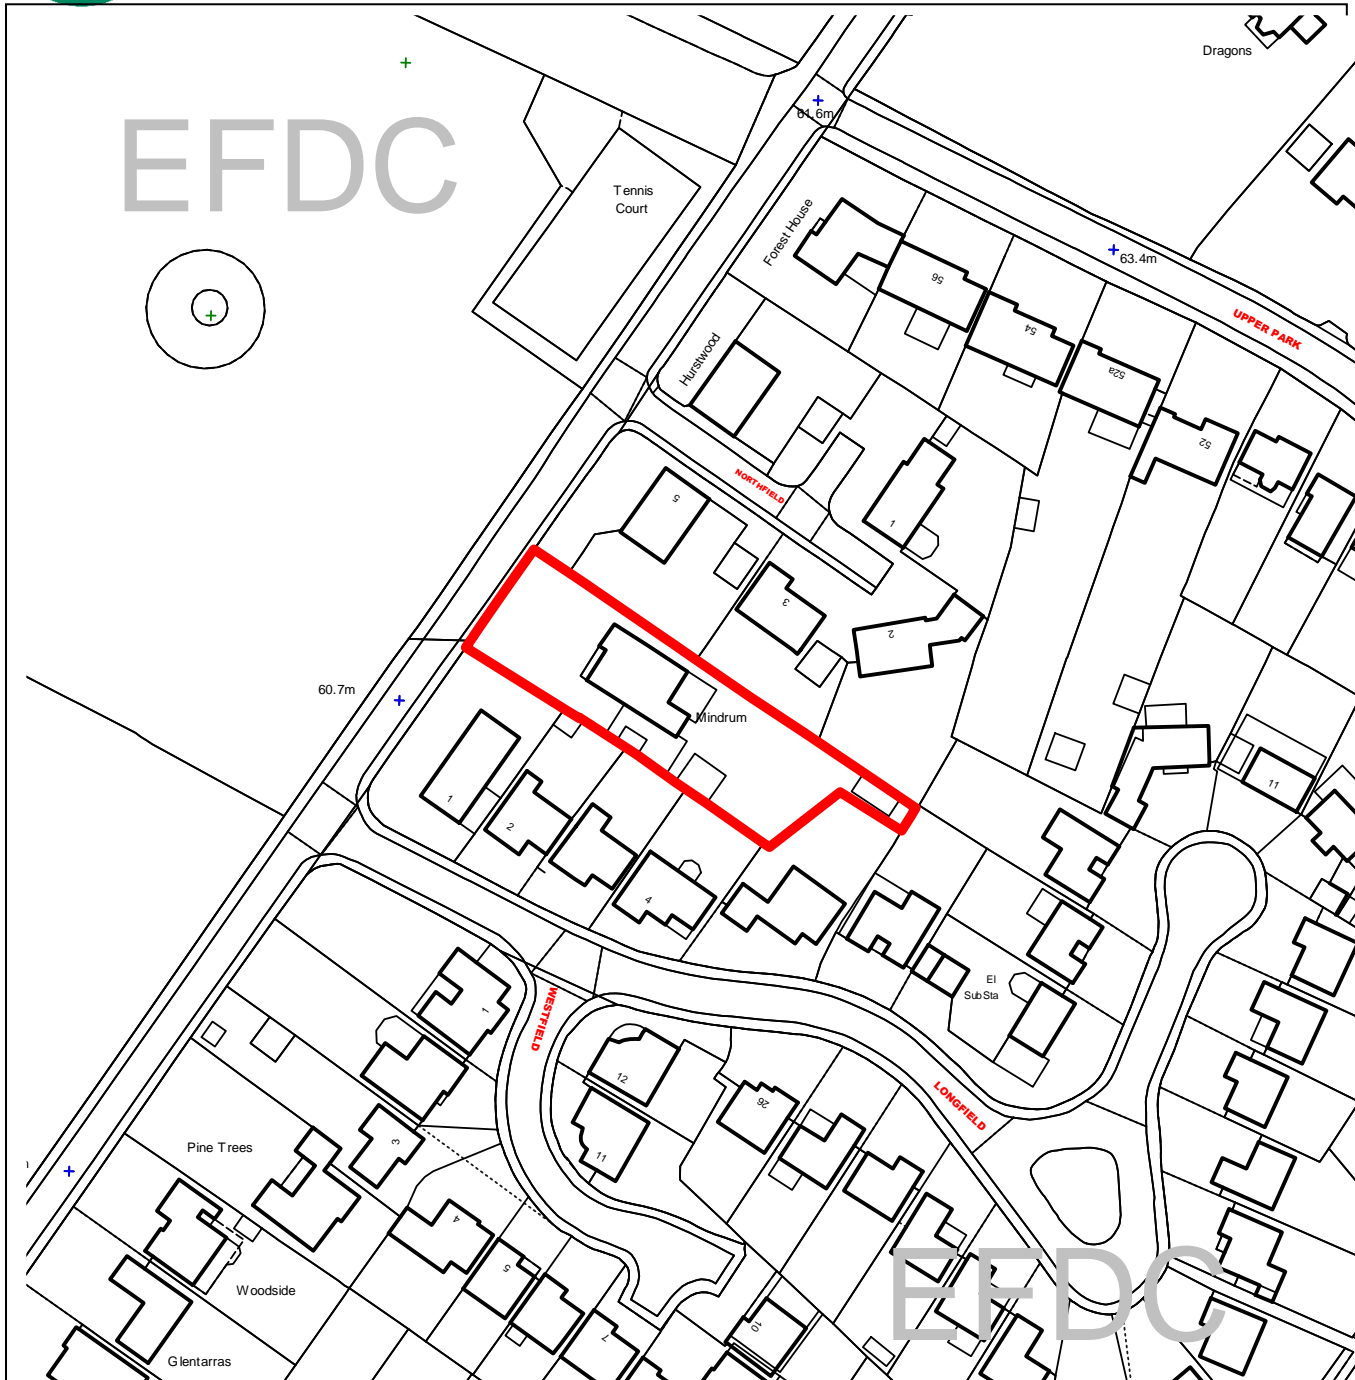 Dragons
61.6m
EFDC
Tennis
Court
Forest House
63.4m
56
UPPER PARK
54
Hurstwood
52a
52
NORTHFIELD
5
1
3
2
60.7m
Mindrum
1
2
4
11
El
Sub Sta
1
WESTFIELD
12
26
LONGFIELD
11
3
Pine Trees
4
5
EFDC
Woodside
7
10
Glentarras